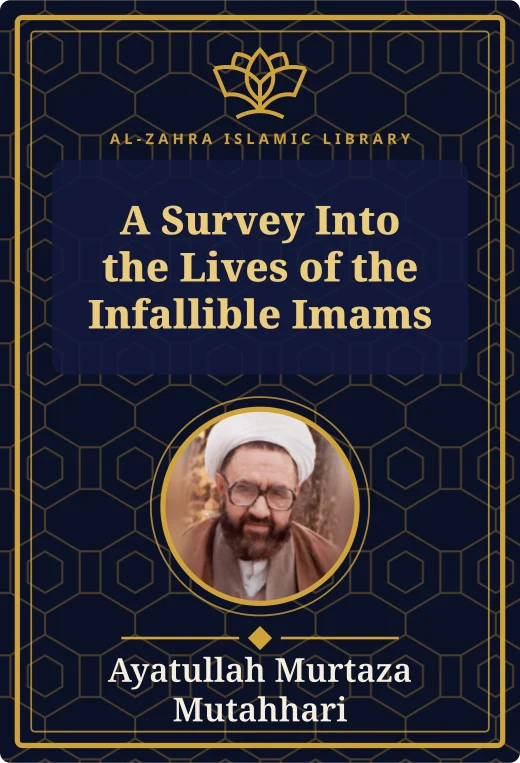 AL-ZAHRA ISLAMIC LIBRARY
A Survey Into
the Lives of the
Infallible Imams
Ayatullah Murtaza
Mutahhari